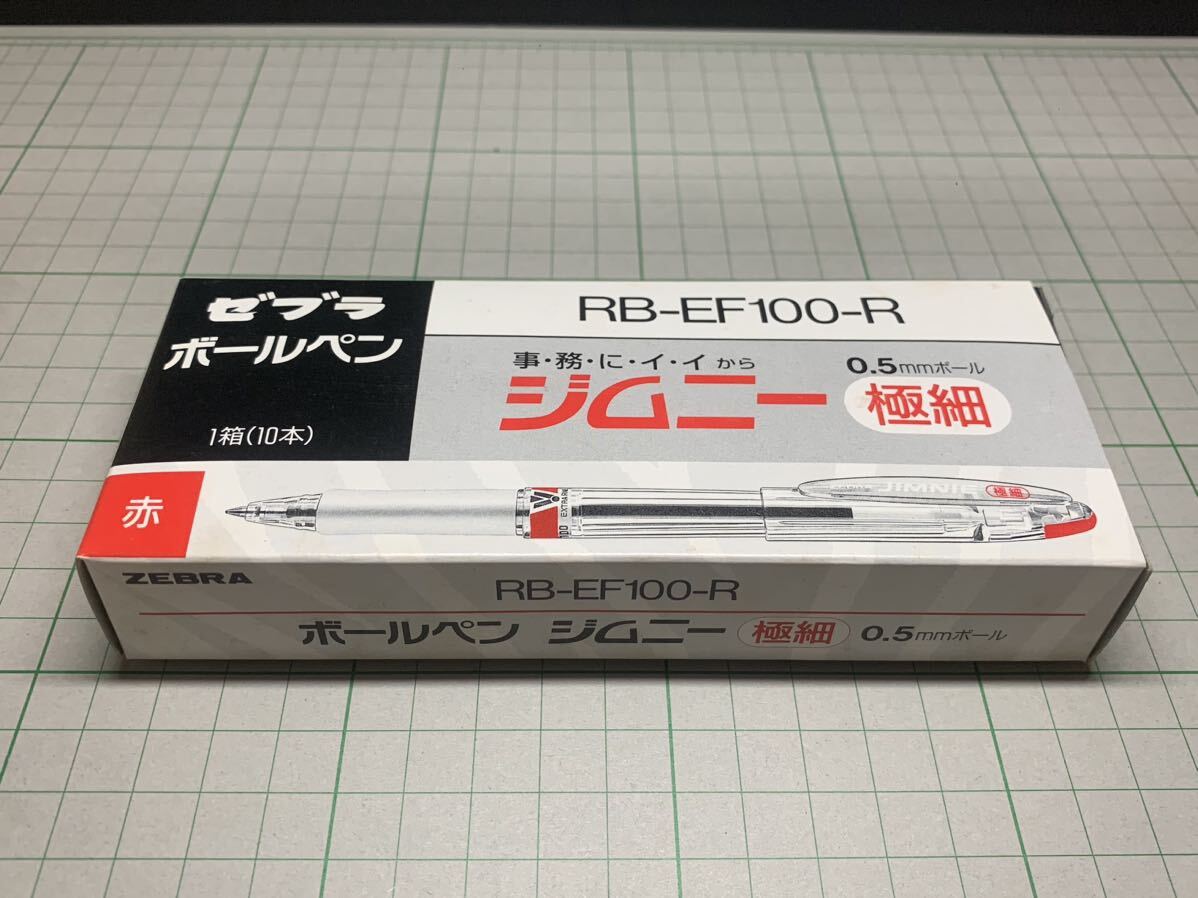 ゼブラ
ボールペン
1箱(10本)
RB-EF100-R
事・務・に・イ・イから
ジムニー
0.5mmボール
極細
赤
JIMNIE
極細
ZEBRA
RB-EF100-R
ボールペン ジムニー 極細 0.5mmボール